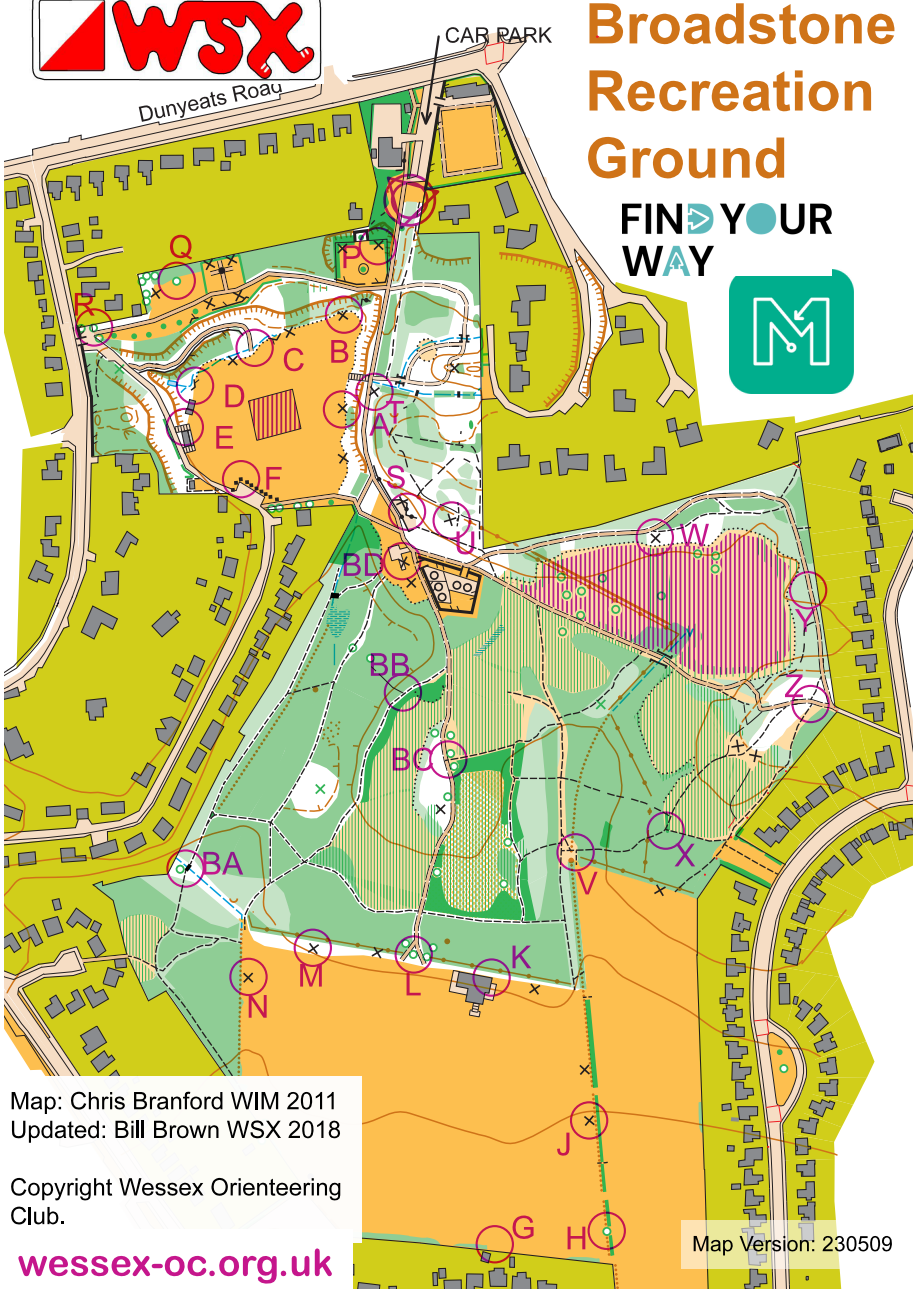 WSX
CAR PARK
Broadstone
Recreation
Ground
Dunyeats Road
FIND YOUR
WAY
M
Q
P
R
B
C
D
A
T
E
F
S
U
W
BD
Y
BB
Z
BC
X
BA
V
K
M
L
N
J
G
H
Map: Chris Branford WIM 2011
Updated: Bill Brown WSX 2018
Copyright Wessex Orienteering
Club.
wessex-oc.org.uk
Map Version: 230509